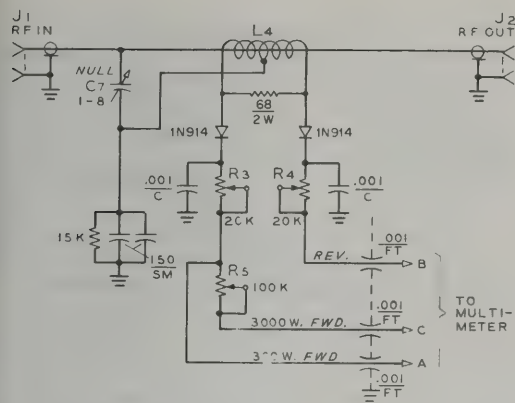 J1
RF IN
L4
J2
RF OUT
NULL
C7
1-8
68
2W
1N914
1N914
.001
C
R3
R4
.001
C
20K
20K
15K
150
SM
R5
100K
REV.
.001
FT
B
3000W. FWD.
.001
FT
C
TO
MULTI-
METER
FWD
A
.001
FT